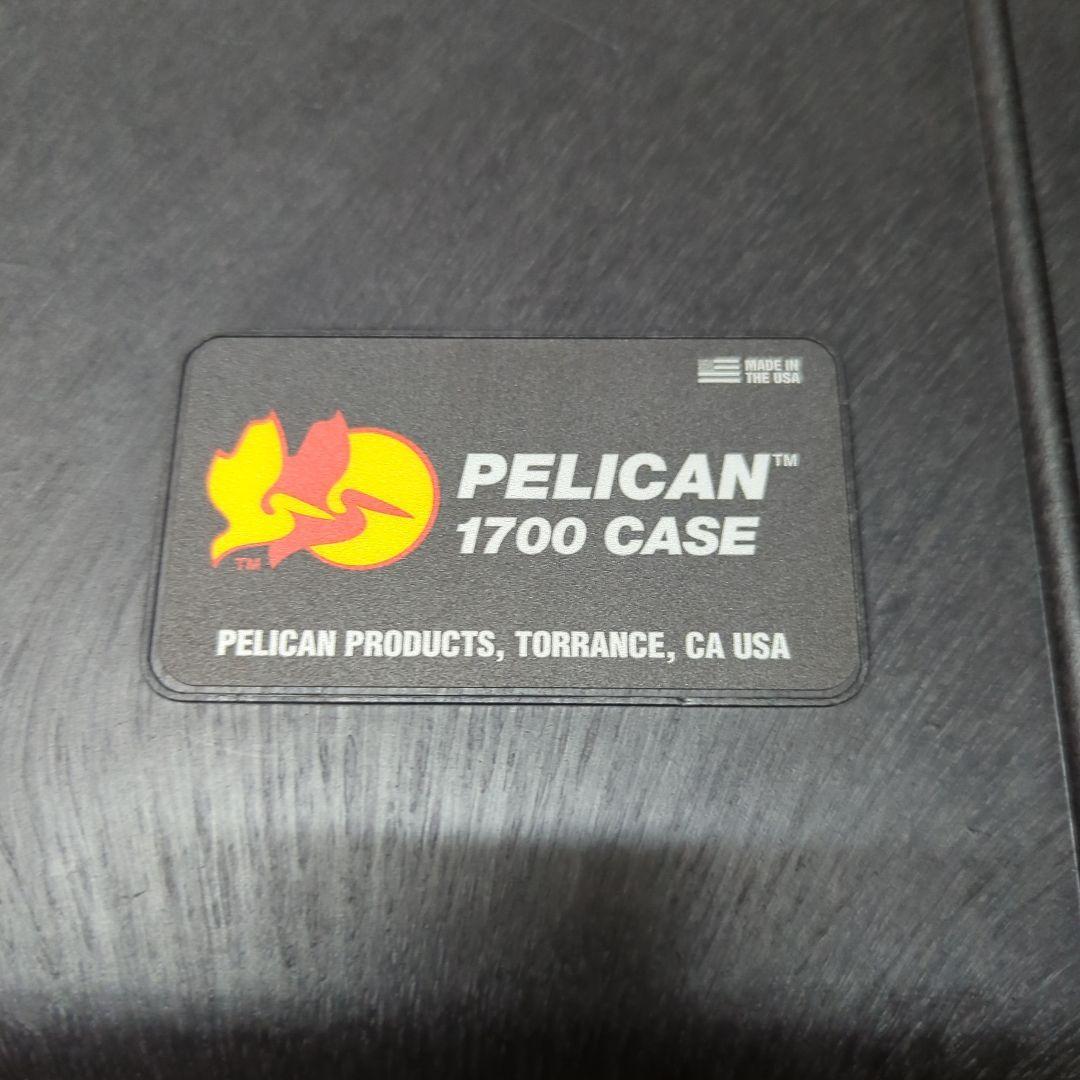 MADE IN
THE USA
PELICAN™
1700 CASE
TM
PELICAN PRODUCTS, TORRANCE, CA USA